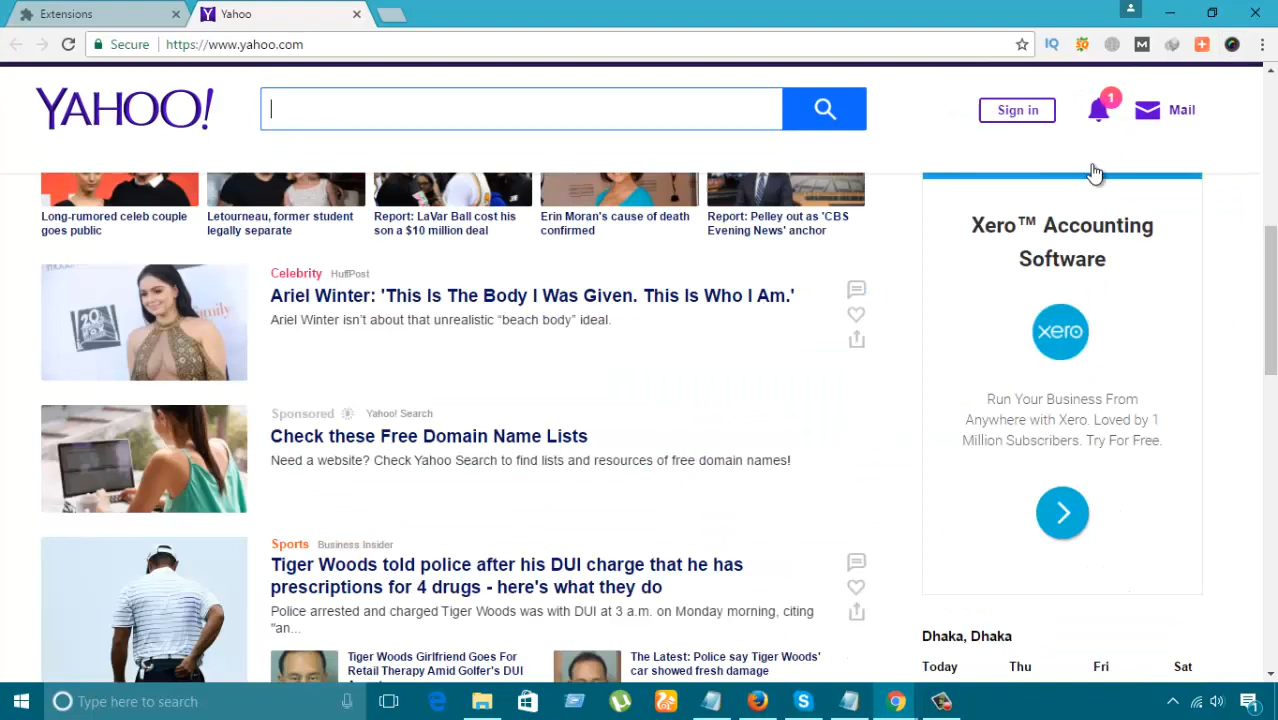 Extensions
Yahoo
Secure
https://www.yahoo.com
YAHOO!
Sign in
1
Mail
Long-rumored celeb couple
goes public
Letourneau, former student
legally separate
Report: LaVar Ball cost his
son a $10 million deal
Erin Moran's cause of death
confirmed
Report: Pelley out as 'CBS
Evening News' anchor
Celebrity HuffPost
Ariel Winter: 'This Is The Body I Was Given. This Is Who I Am.'
Ariel Winter isn't about that unrealistic “beach body” ideal.
Sponsored Yahoo! Search
Check these Free Domain Name Lists
Need a website? Check Yahoo Search to find lists and resources of free domain names!
Sports Business Insider
Tiger Woods told police after his DUI charge that he has
prescriptions for 4 drugs - here's what they do
Police arrested and charged Tiger Woods was with DUI at 3 a.m. on Monday morning, citing
"an...
Tiger Woods Girlfriend Goes For
Retail Therapy Amid Golfer's DUI
The Latest: Police say Tiger Woods'
car showed fresh damage
Xero™ Accounting
Software
xero
Run Your Business From
Anywhere with Xero. Loved by 1
Million Subscribers. Try For Free.
Dhaka, Dhaka
Today Thu Fri Sat
Type here to search